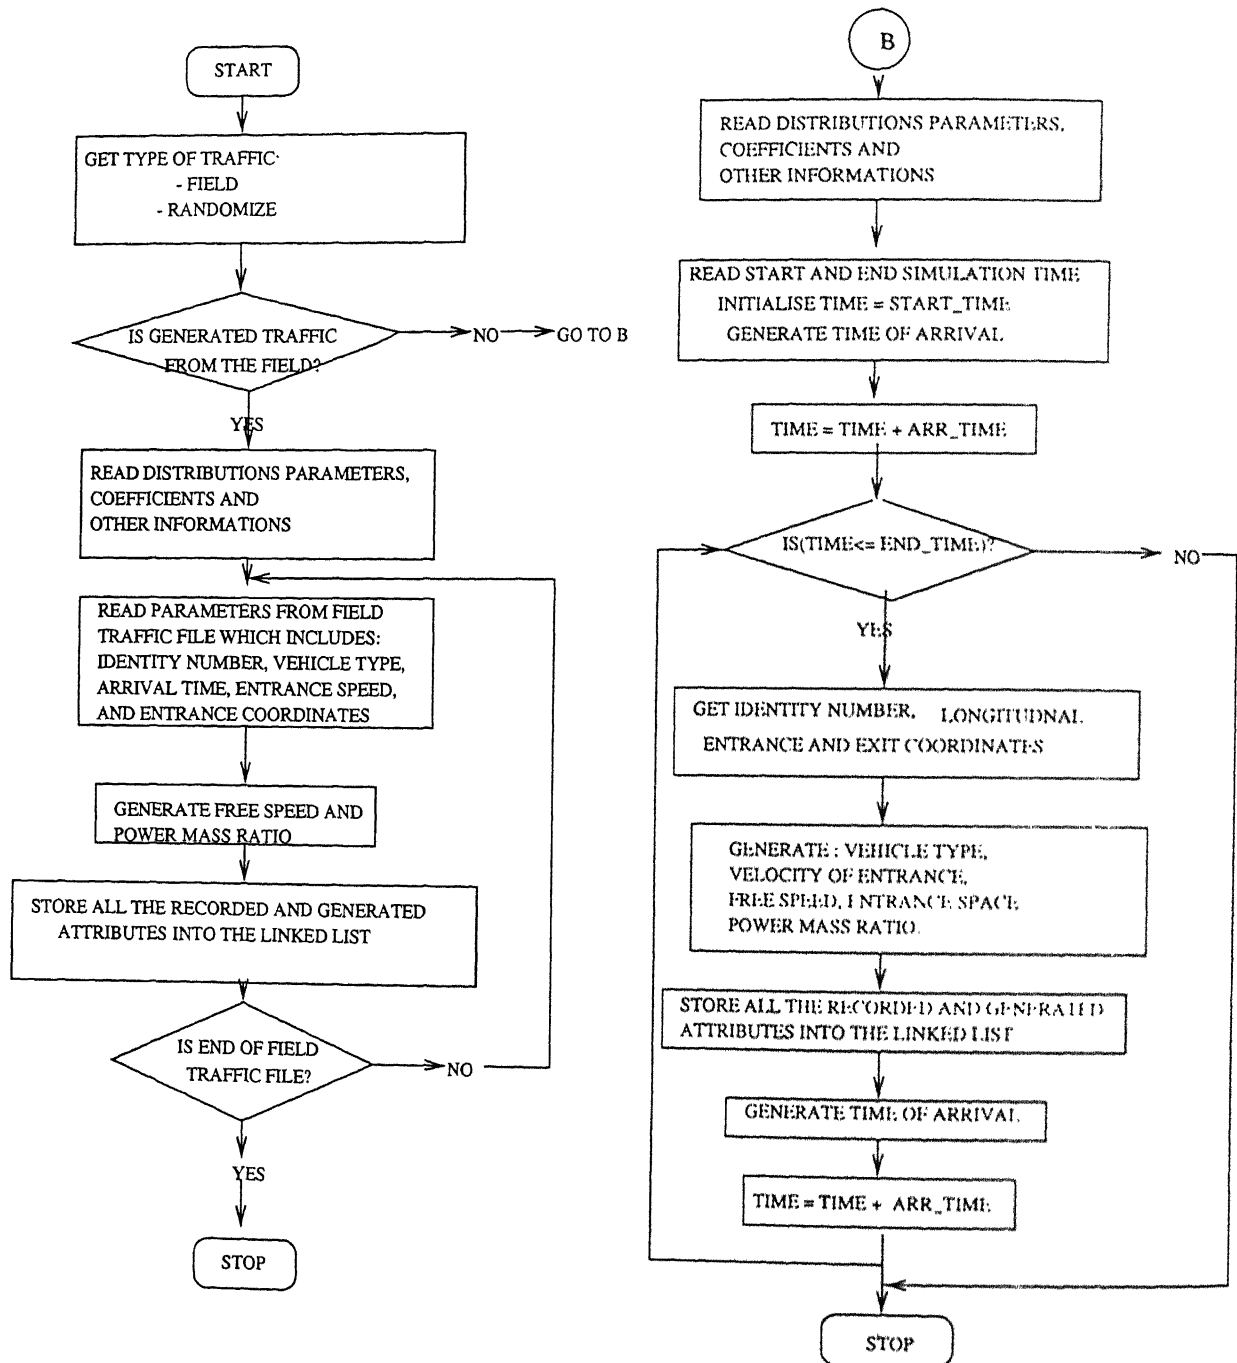 START
GET TYPE OF TRAFFIC:
- FIELD
- RANDOMIZE
IS GENERATED TRAFFIC
FROM THE FIELD?
NO
GO TO B
YES
READ DISTRIBUTIONS PARAMETERS,
COEFFICIENTS AND
OTHER INFORMATIONS
READ PARAMETERS FROM FIELD
TRAFFIC FILE WHICH INCLUDES:
IDENTITY NUMBER, VEHICLE TYPE,
ARRIVAL TIME, ENTRANCE SPEED,
AND ENTRANCE COORDINATES
GENERATE FREE SPEED AND
POWER MASS RATIO
STORE ALL THE RECORDED AND GENERATED
ATTRIBUTES INTO THE LINKED LIST
IS END OF FIELD
TRAFFIC FILE?
NO
YES
STOP
B
READ DISTRIBUTIONS PARAMETERS,
COEFFICIENTS AND
OTHER INFORMATIONS
READ START AND END SIMULATION TIME
INITIALISE TIME = START_TIME
GENERATE TIME OF ARRIVAL
TIME = TIME + ARR_TIME
IS(TIME<= END_TIME)?
NO
YES
GET IDENTITY NUMBER, LONGITUDNAL
ENTRANCE AND EXIT COORDINATES
GENERATE : VEHICLE TYPE,
VELOCITY OF ENTRANCE,
FREE SPEED, ENTRANCE SPACE
POWER MASS RATIO.
STORE ALL THE RECORDED AND GENERATED
ATTRIBUTES INTO THE LINKED LIST
GENERATE TIME OF ARRIVAL
TIME = TIME + ARR_TIME
STOP